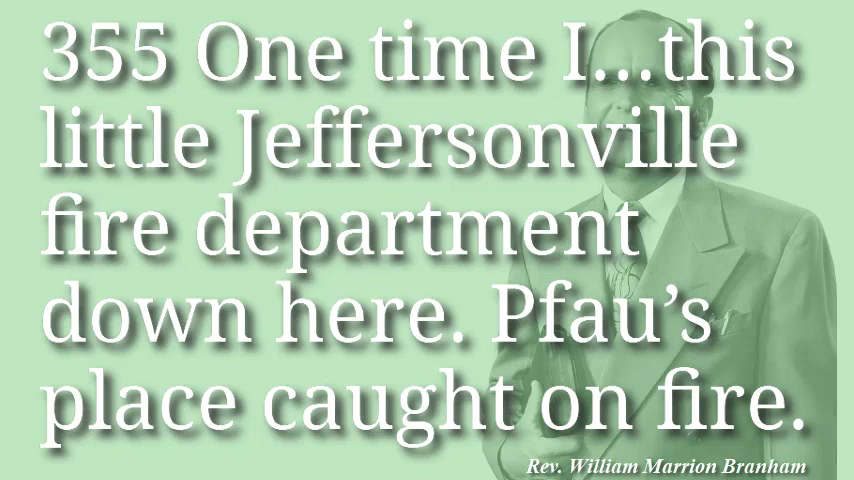 355 One time I...this
little Jeffersonville
fire department
down here. Pfau’s
place caught on fire.
Rev. William Marrion Branham